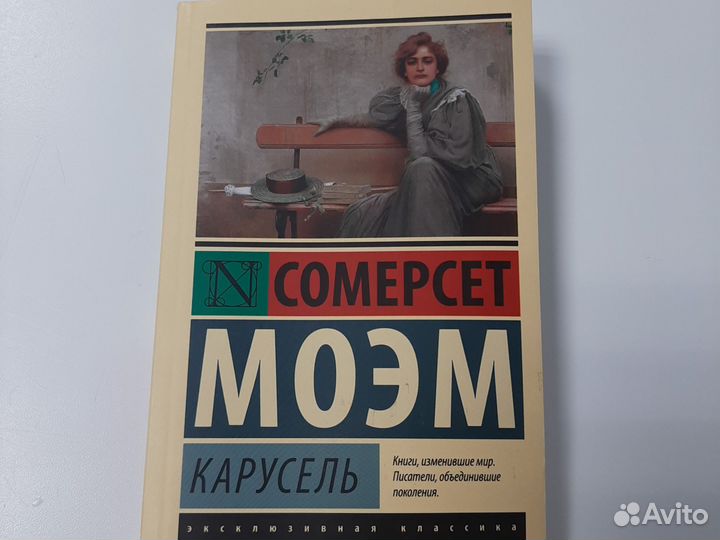 N СОМЕРСЕТ
МОЭМ
КАРУСЕЛЬ
Книги, изменившие мир.
Писатели, объединившие
поколения.
эксклюзивная классика
Avito